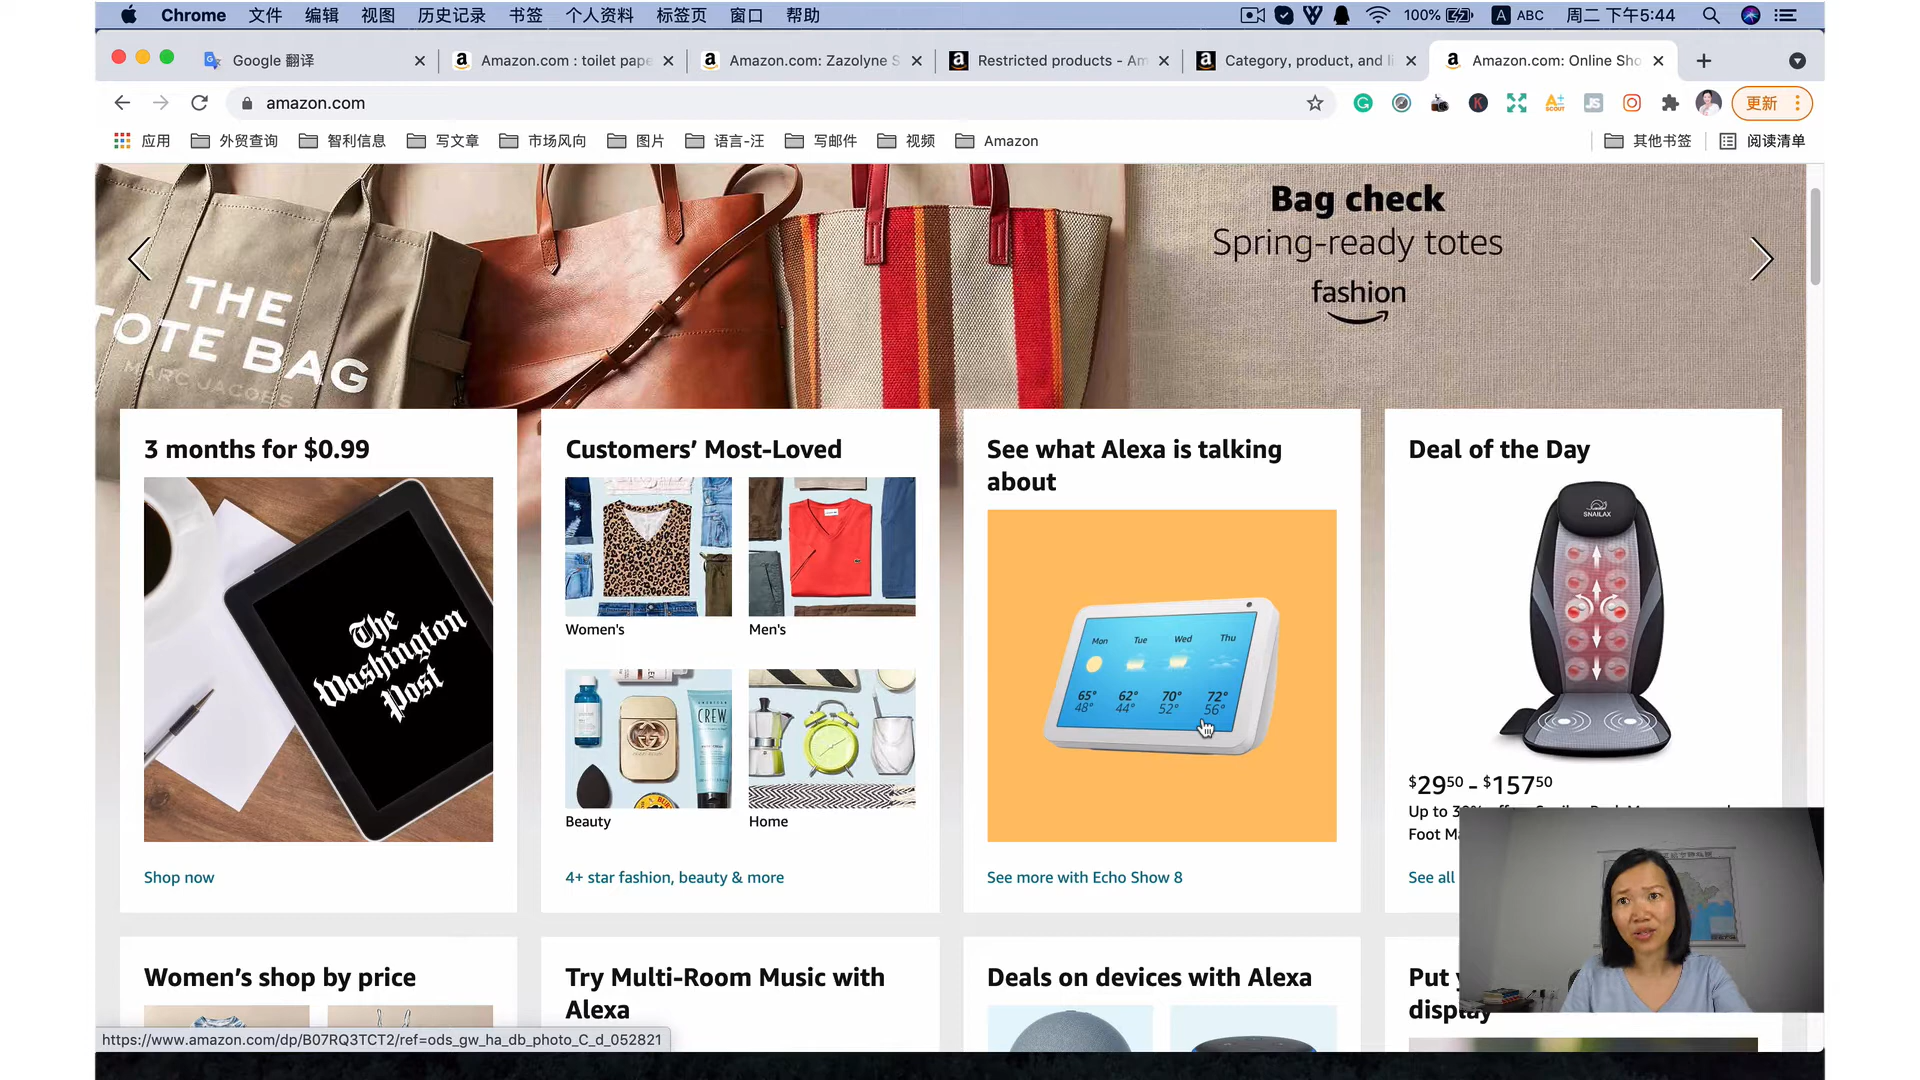 Chrome 文件 编辑 视图 历史记录 书签 个人资料 标签页 窗口 帮助 100% A ABC 周二 下午5:44
Google 翻译 Amazon.com : toilet pape Amazon.com: Zazolyne S Restricted products - Am Category, product, and li Amazon.com: Online Sho
amazon.com 更新
应用 外贸查询 智利信息 写文章 市场风向 图片 语言-汪 写邮件 视频 Amazon 其他书签 阅读清单
THE
TOTE BAG
MARC JACOBS
Bag check
Spring-ready totes
fashion
3 months for $0.99
The
Washington
Post
Shop now
Customers’ Most-Loved
Women's
Men's
CREW
Beauty
Home
4+ star fashion, beauty & more
See what Alexa is talking
about
Mon Tue Wed Thu
65° 62° 70° 72°
48° 44° 52° 56°
See more with Echo Show 8
Deal of the Day
SNAILAX
$29⁵⁰ - $157⁵⁰
Up to
Foot
See all
Women’s shop by price
Try Multi-Room Music with
Alexa
Deals on devices with Alexa
Put
display
https://www.amazon.com/dp/B07RQ3TCT2/ref=ods_gw_ha_db_photo_C_d_052821